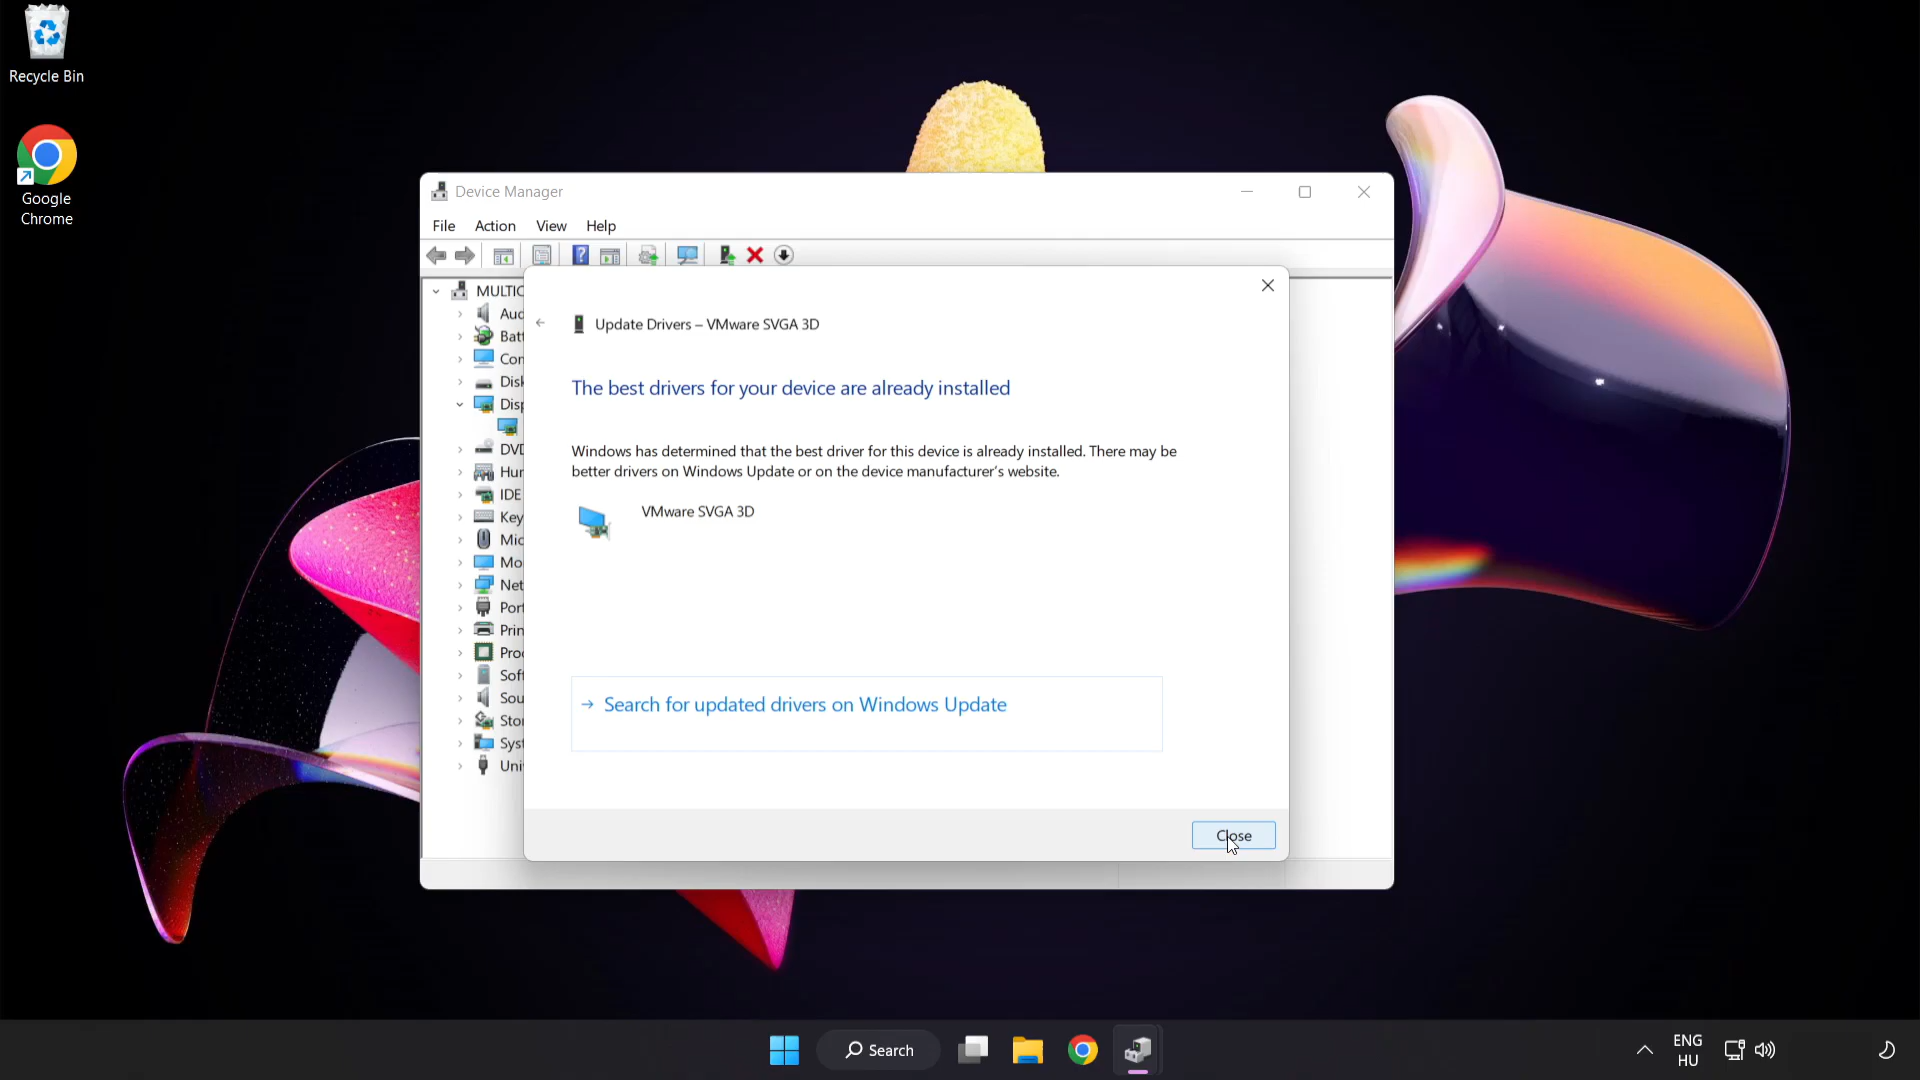 Recycle Bin
Google
Chrome
Device Manager
File Action View Help
MULTIC
Auc
Batt
Con
Disk
Disp
DVD
Hur
IDE
Key
Mic
Mo
Net
Port
Prin
Proc
Soft
Sou
Stor
Syst
Uni
Update Drivers – VMware SVGA 3D
The best drivers for your device are already installed
Windows has determined that the best driver for this device is already installed. There may be
better drivers on Windows Update or on the device manufacturer's website.
VMware SVGA 3D
Search for updated drivers on Windows Update
Close
Search
ENG
HU